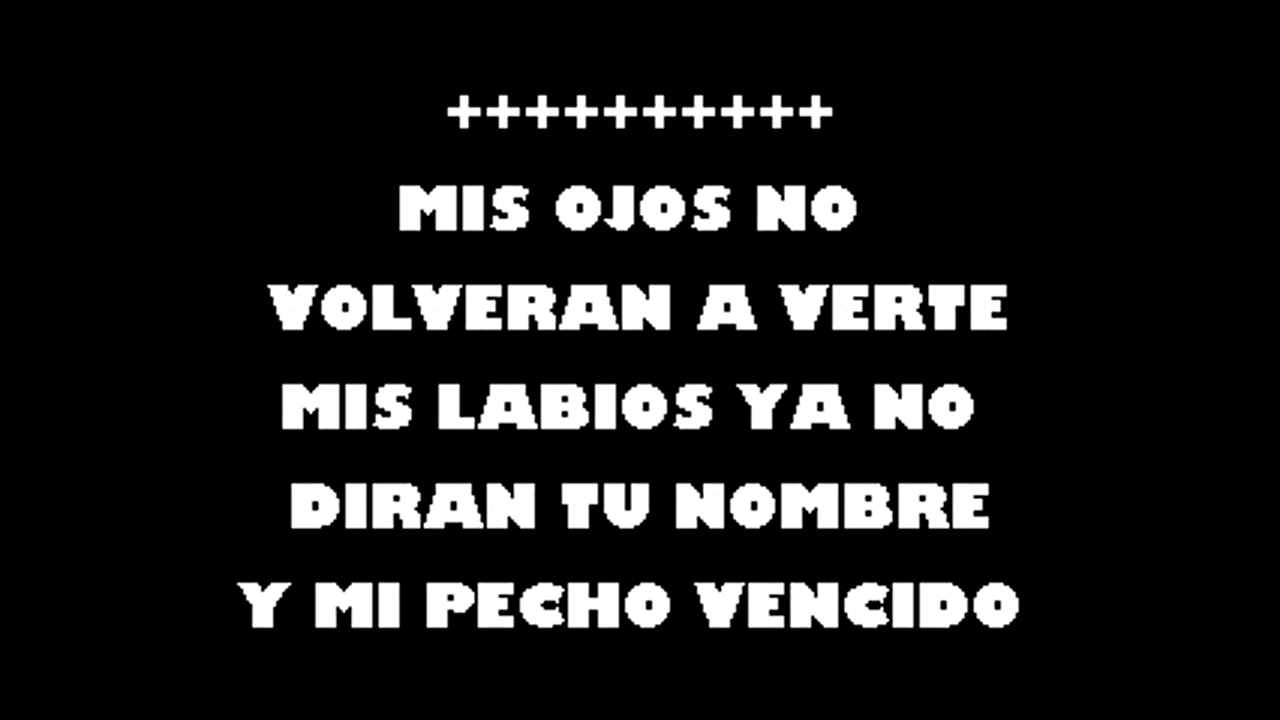 ++++++++++
MIS OJOS NO
VOLVERAN A VERTE
MIS LABIOS YA NO
DIRAN TU NOMBRE
Y MI PECHO VENCIDO